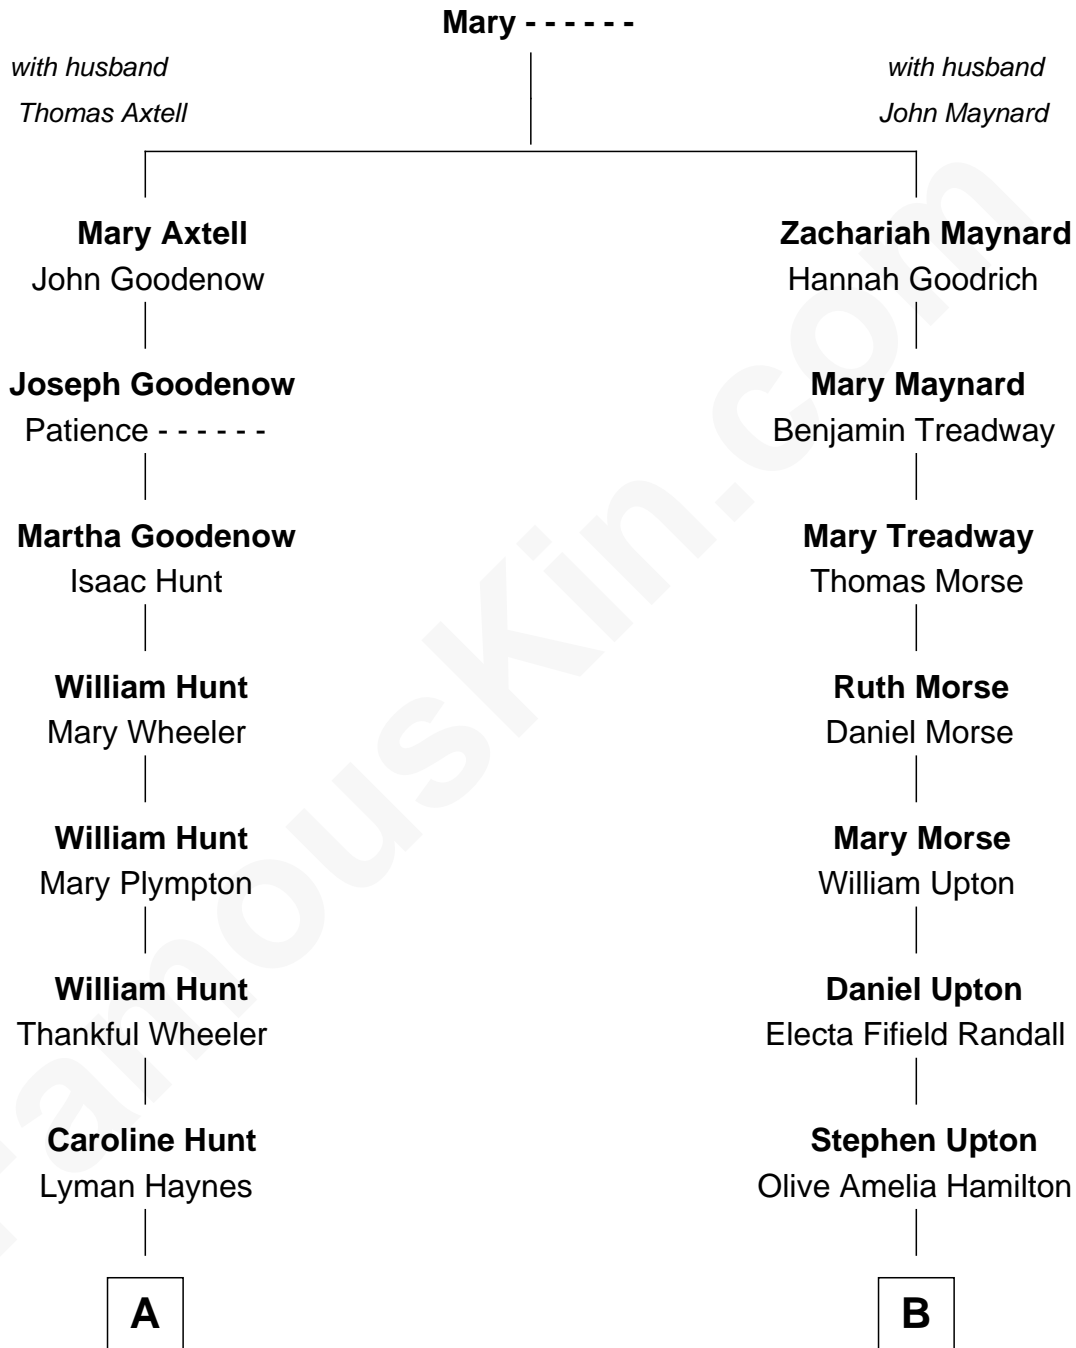 Mary - - - - - -
with husband
Thomas Axtell
with husband
John Maynard
Mary Axtell
John Goodenow
Zachariah Maynard
Hannah Goodrich
Joseph Goodenow
Patience - - - - - -
Mary Maynard
Benjamin Treadway
Martha Goodenow
Isaac Hunt
Mary Treadway
Thomas Morse
William Hunt
Mary Wheeler
Ruth Morse
Daniel Morse
William Hunt
Mary Plympton
Mary Morse
William Upton
William Hunt
Thankful Wheeler
Daniel Upton
Electa Fifield Randall
Caroline Hunt
Lyman Haynes
Stephen Upton
Olive Amelia Hamilton
A
B
FamousKin.com